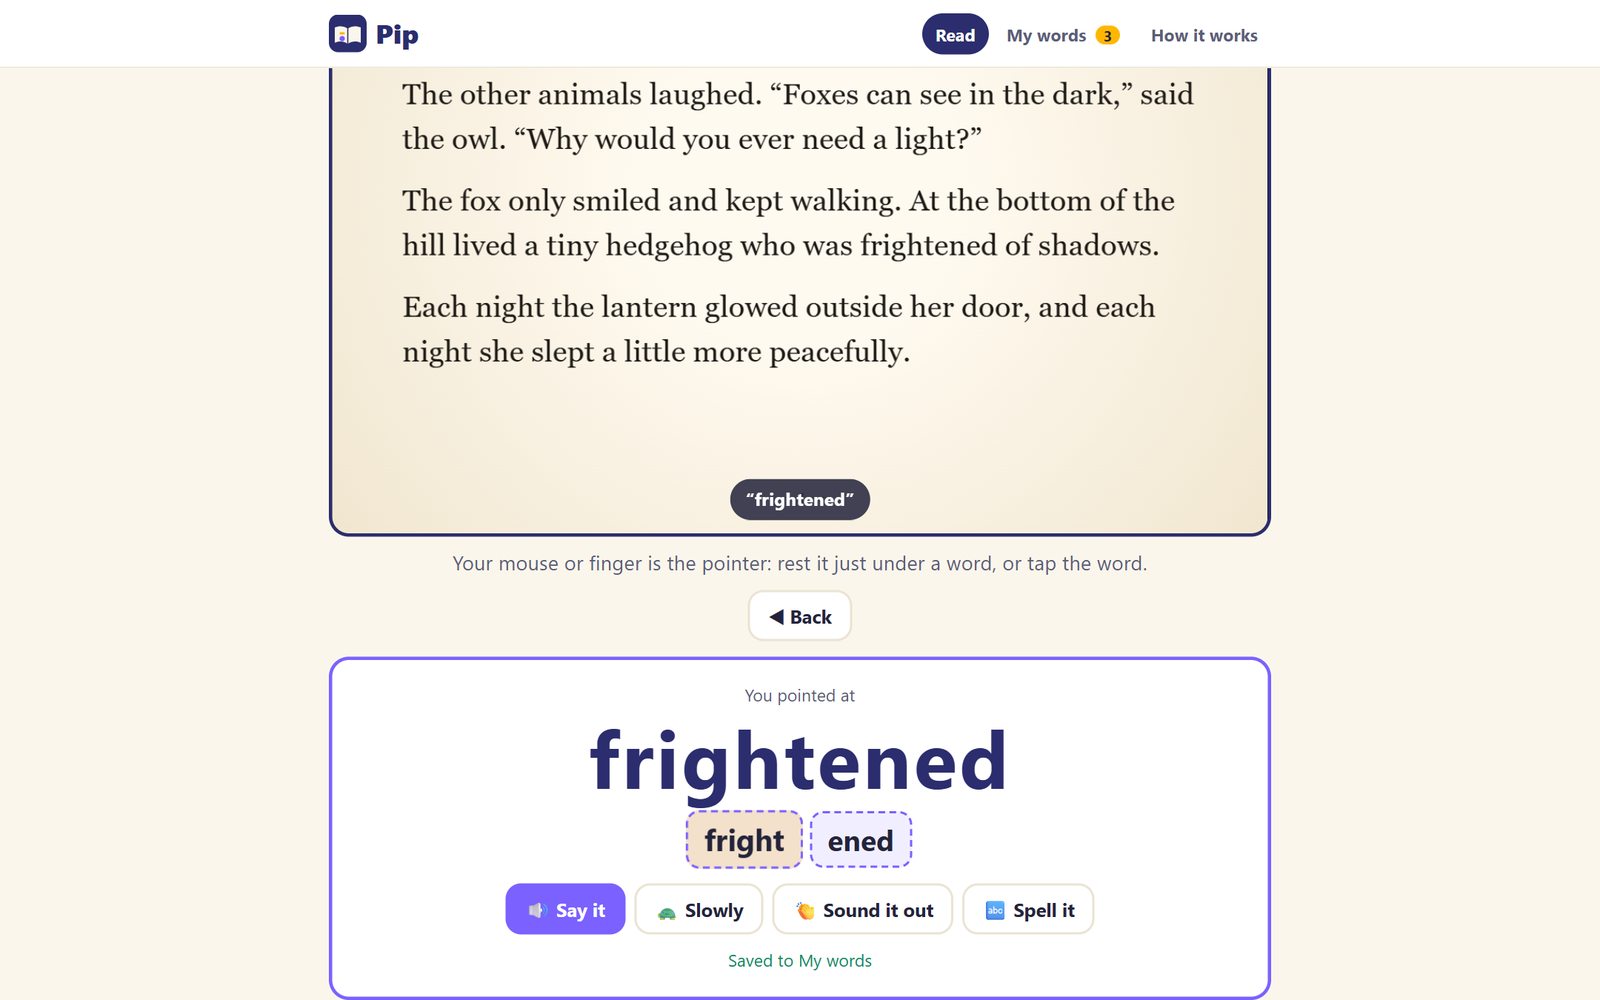 Pip
Read
My words 3
How it works
The other animals laughed. “Foxes can see in the dark,” said
the owl. “Why would you ever need a light?”
The fox only smiled and kept walking. At the bottom of the
hill lived a tiny hedgehog who was frightened of shadows.
Each night the lantern glowed outside her door, and each
night she slept a little more peacefully.
“frightened”
Your mouse or finger is the pointer: rest it just under a word, or tap the word.
◀ Back
You pointed at
frightened
fright ened
Say it
Slowly
Sound it out
abc Spell it
Saved to My words